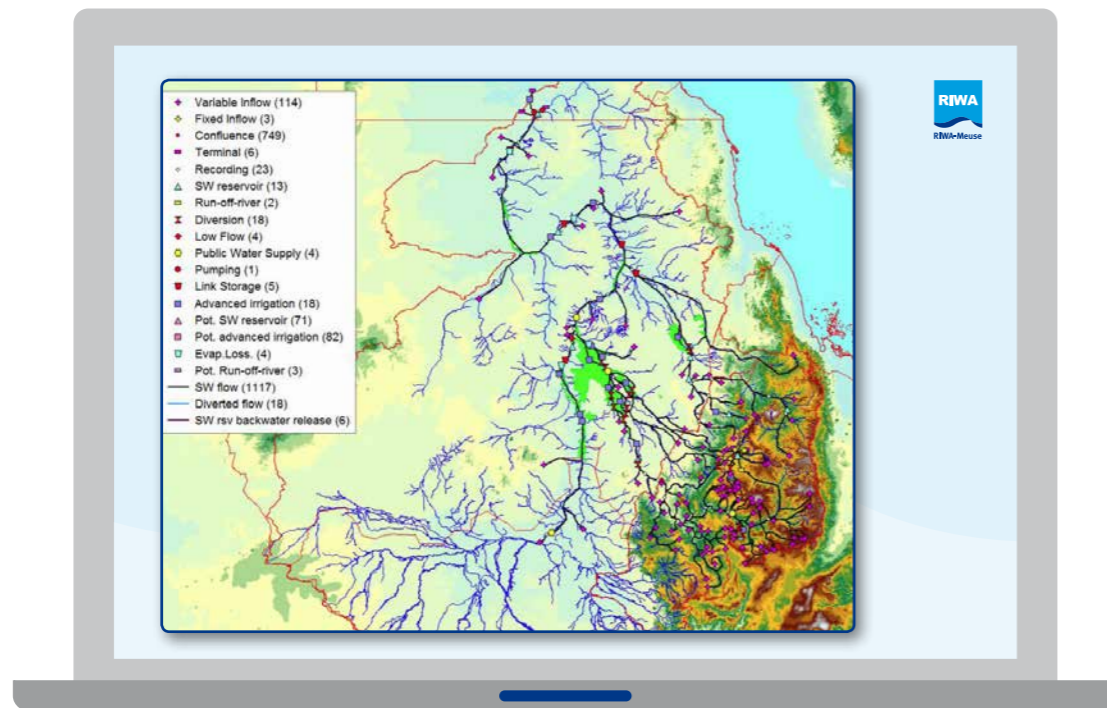 Variable Inflow (114)
Fixed Inflow (3)
Confluence (749)
Terminal (6)
Recording (23)
SW reservoir (13)
Run-off-river (2)
Diversion (18)
Low Flow (4)
Public Water Supply (4)
Pumping (1)
Link Storage (5)
Advanced irrigation (18)
Pot. SW reservoir (71)
Pot. advanced irrigation (82)
Evap.Loss. (4)
Pot. Run-off-river (3)
SW flow (1117)
Diverted flow (18)
SW rsv backwater release (6)
RIWA
RIWA-Meuse